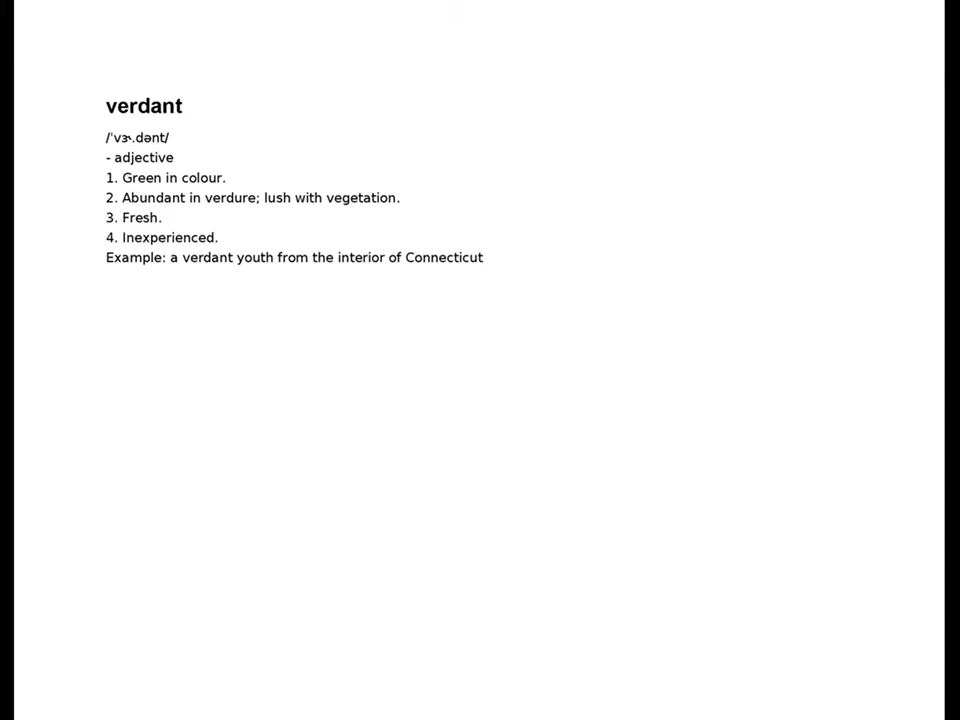 verdant
/ˈvɝ.dənt/
- adjective
1. Green in colour.
2. Abundant in verdure; lush with vegetation.
3. Fresh.
4. Inexperienced.
Example: a verdant youth from the interior of Connecticut